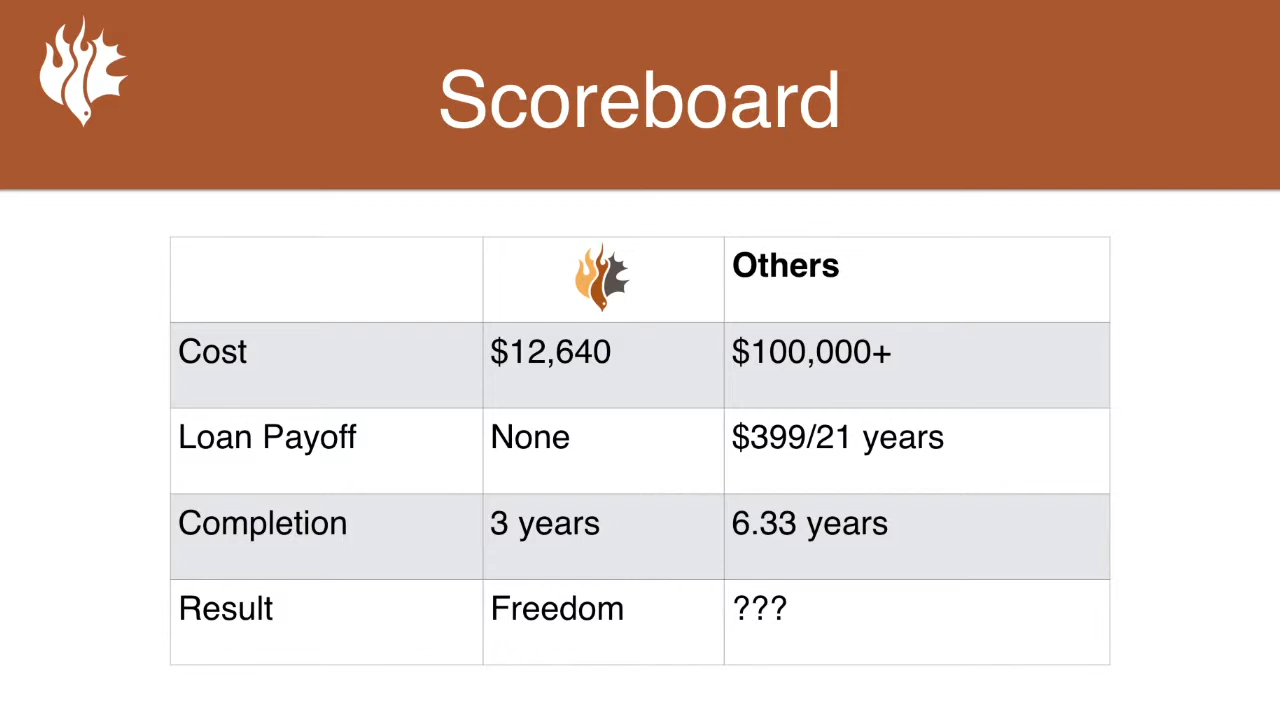 Scoreboard
Others
Cost $12,640 $100,000+
Loan Payoff None $399/21 years
Completion 3 years 6.33 years
Result Freedom ???